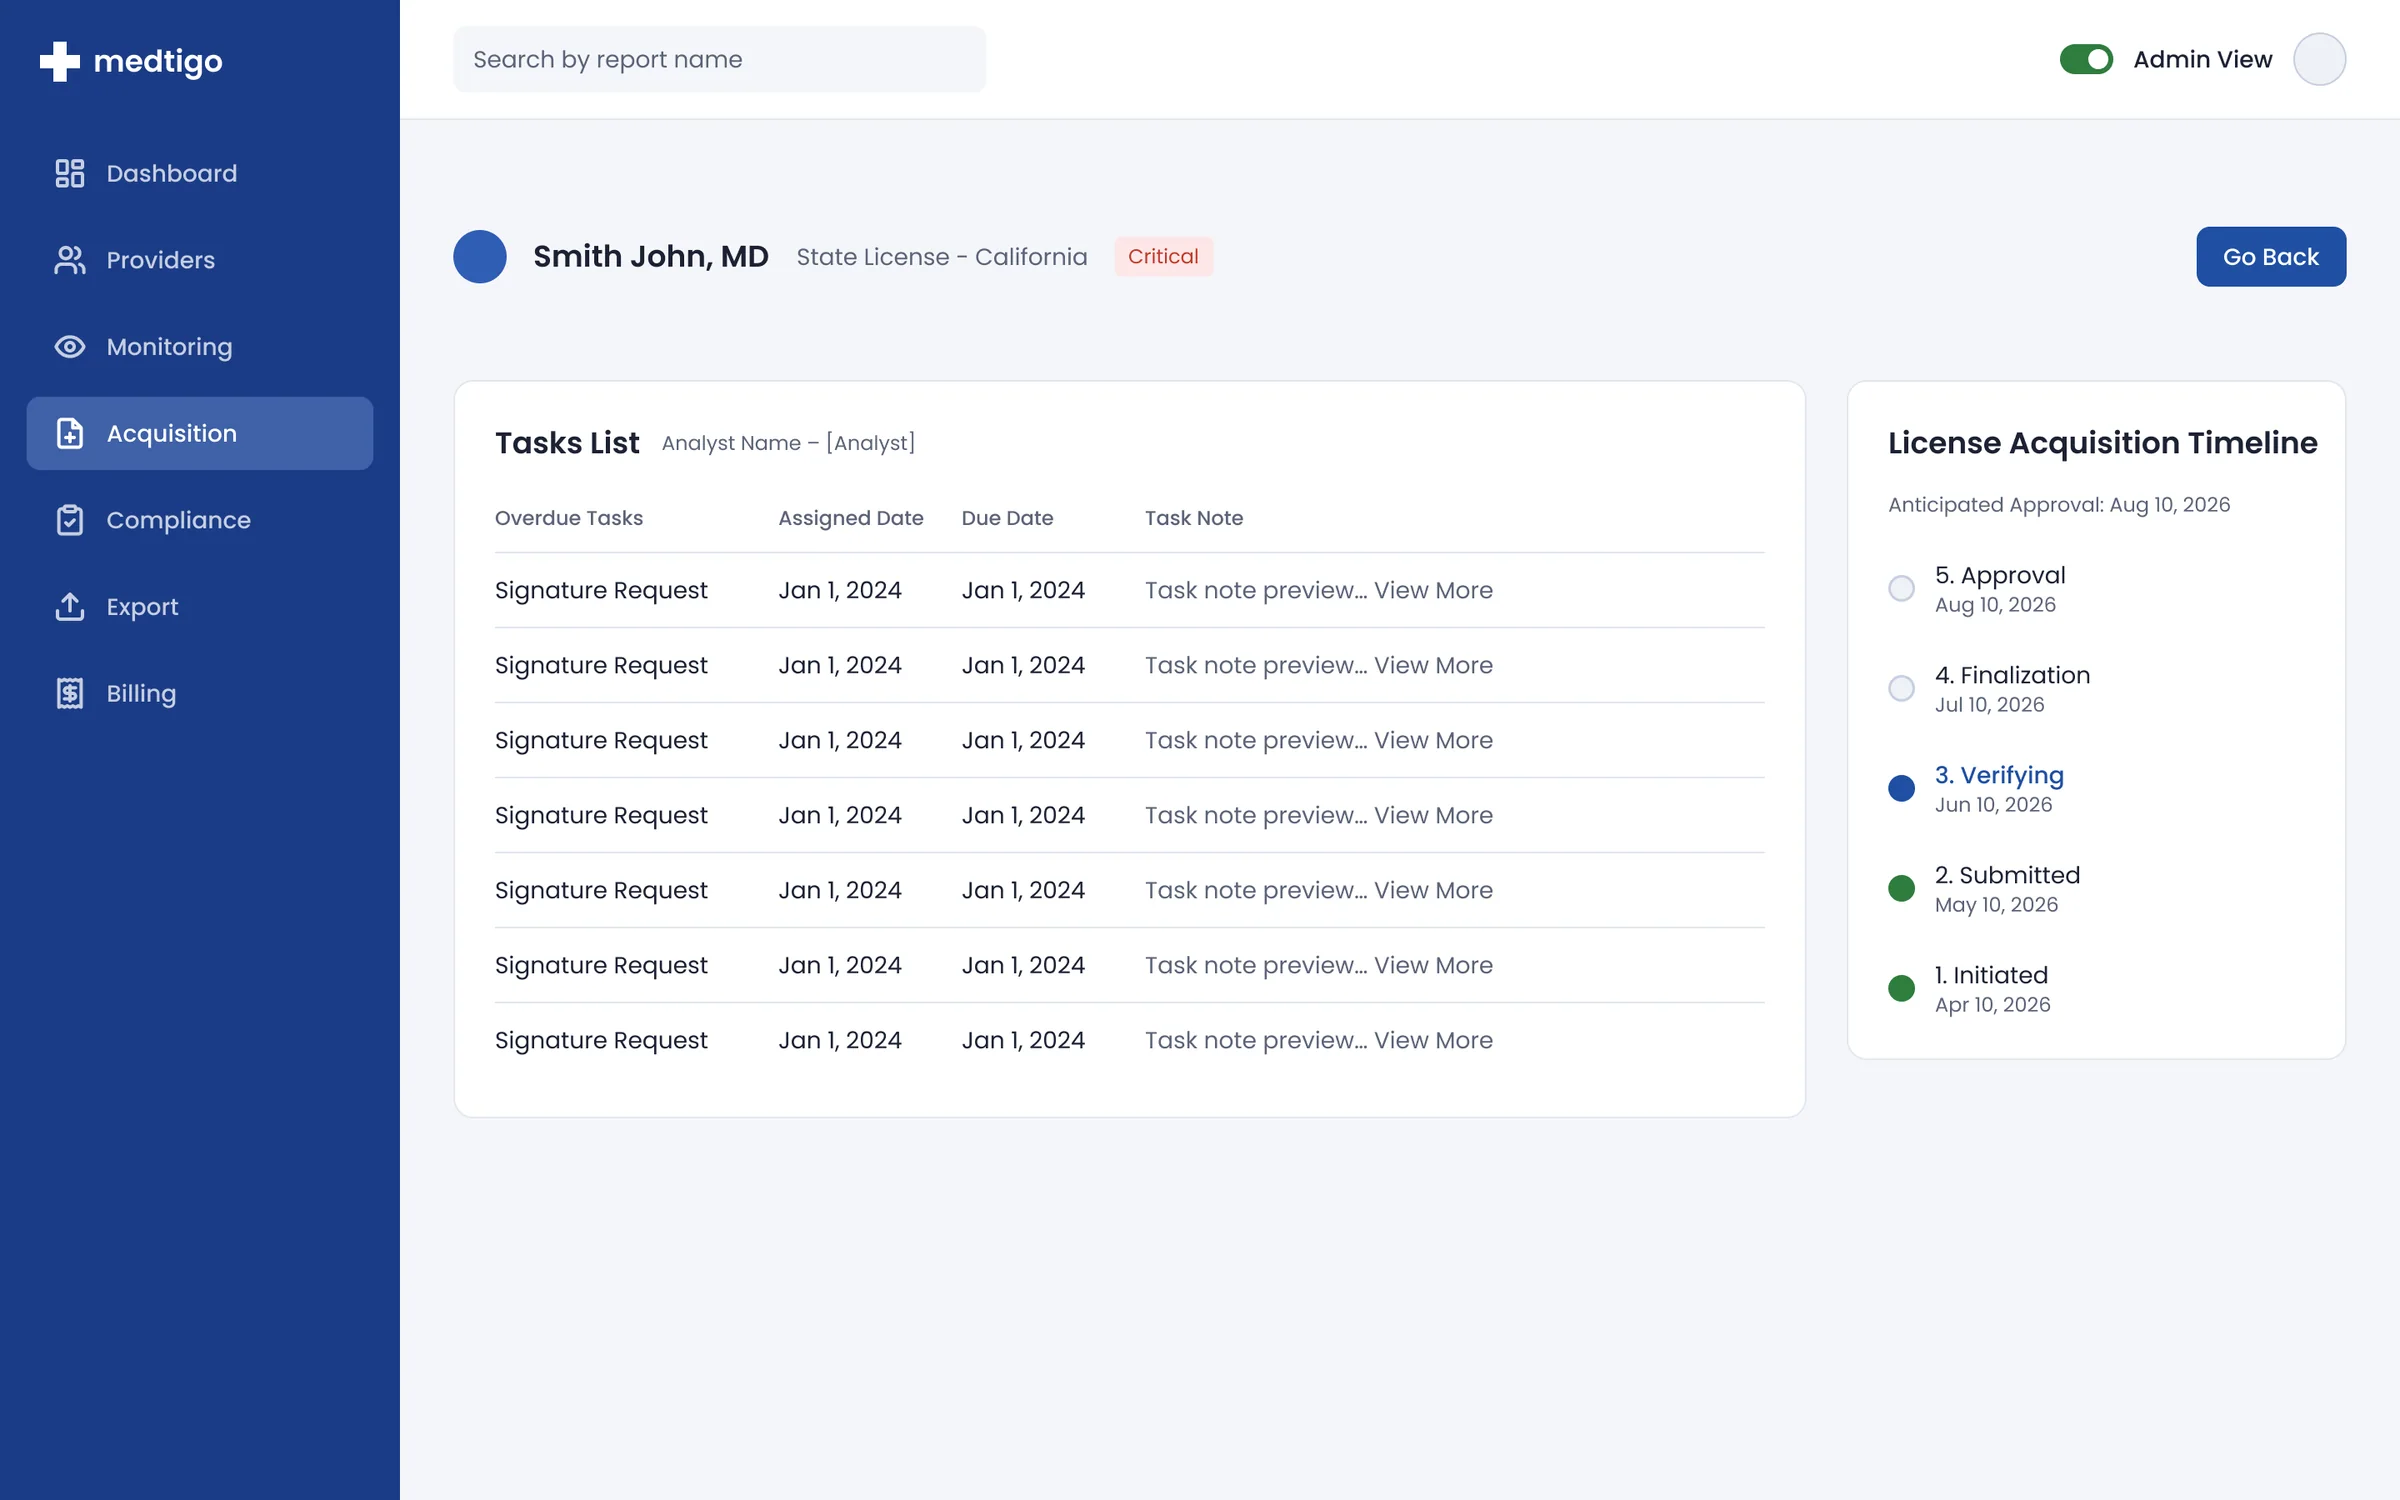 medtigo
Dashboard
Providers
Monitoring
Acquisition
Compliance
Export
Billing
Search by report name
Admin View
Smith John, MD State License - California Critical
Go Back
Tasks List Analyst Name – [Analyst]
Overdue Tasks Assigned Date Due Date Task Note
Signature Request Jan 1, 2024 Jan 1, 2024 Task note preview... View More
Signature Request Jan 1, 2024 Jan 1, 2024 Task note preview... View More
Signature Request Jan 1, 2024 Jan 1, 2024 Task note preview... View More
Signature Request Jan 1, 2024 Jan 1, 2024 Task note preview... View More
Signature Request Jan 1, 2024 Jan 1, 2024 Task note preview... View More
Signature Request Jan 1, 2024 Jan 1, 2024 Task note preview... View More
Signature Request Jan 1, 2024 Jan 1, 2024 Task note preview... View More
License Acquisition Timeline
Anticipated Approval: Aug 10, 2026
5. Approval
Aug 10, 2026
4. Finalization
Jul 10, 2026
3. Verifying
Jun 10, 2026
2. Submitted
May 10, 2026
1. Initiated
Apr 10, 2026